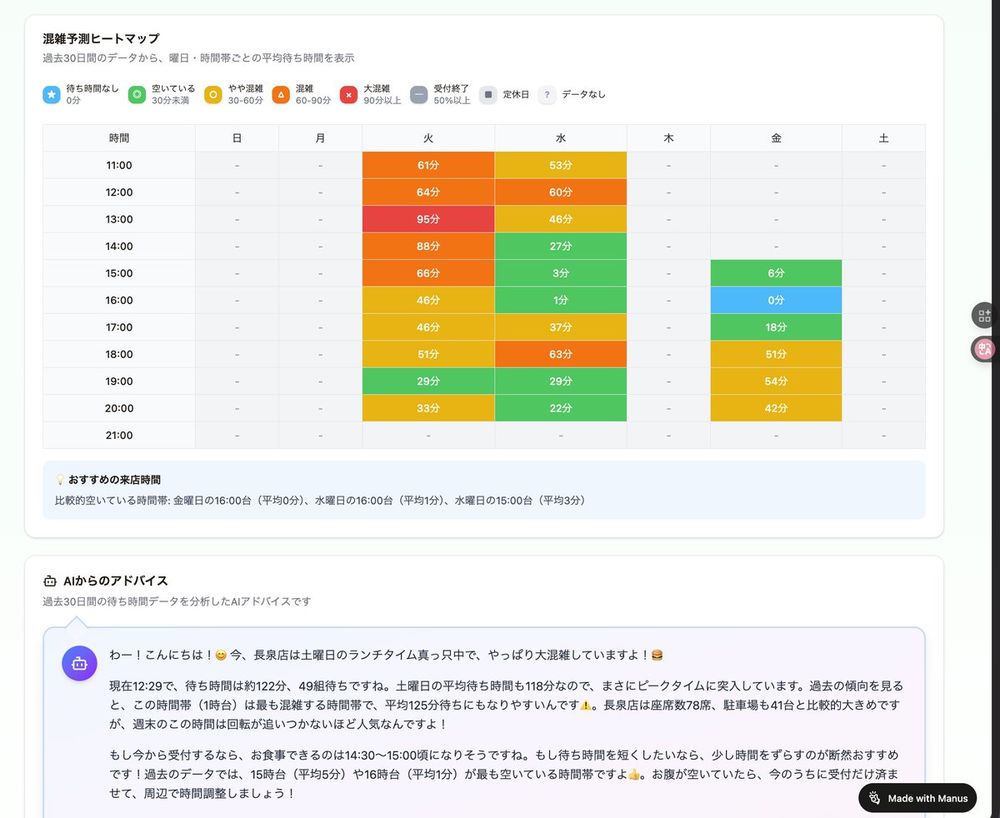 混雑予測ヒートマップ
過去30日間のデータから、曜日・時間帯ごとの平均待ち時間を表示
待ち時間なし 空いている やや混雑 混雑 大混雑 受付終了 定休日 ? データなし
0分 30分未満 30-60分 60-90分 90分以上 50%以上
時間 日 月 火 水 木 金 土
11:00 - - 61分 53分 - - -
12:00 - - 64分 60分 - - -
13:00 - - 95分 46分 - - -
14:00 - - 88分 27分 - - -
15:00 - - 66分 3分 - 6分 -
16:00 - - 46分 1分 - 0分 -
17:00 - - 46分 37分 - 18分 -
18:00 - - 51分 63分 - 51分 -
19:00 - - 29分 29分 - 54分 -
20:00 - - 33分 22分 - 42分 -
21:00 - - - - - - -
💡 おすすめの来店時間
比較的空いている時間帯: 金曜日の16:00台（平均0分）、水曜日の16:00台（平均1分）、水曜日の15:00台（平均3分）
AIからのアドバイス
過去30日間の待ち時間データを分析したAIアドバイスです
わー！こんにちは！😊 今、長泉店は土曜日のランチタイム真っ只中で、やっぱり大混雑していますよ！🍔
現在12:29で、待ち時間は約122分、49組待ちですね。土曜日の平均待ち時間も118分なので、まさにピークタイムに突入しています。過去の傾向を見る
と、この時間帯（1時台）は最も混雑する時間帯で、平均125分待ちにもなりやすいんです⚠️。長泉店は座席数78席、駐車場も41台と比較的大きめです
が、週末のこの時間は回転が追いつかないほど人気なんですよ！
もし今から受付するなら、お食事できるのは14:30〜15:00頃になりそうですね。もし待ち時間を短くしたいなら、少し時間をずらすのが断然おすすめ
です！過去のデータでは、15時台（平均5分）や16時台（平均1分）が最も空いている時間帯ですよ👍。お腹が空いていたら、今のうちに受付だけ済ま
せて、周辺で時間調整しましょう！
Made with Manus